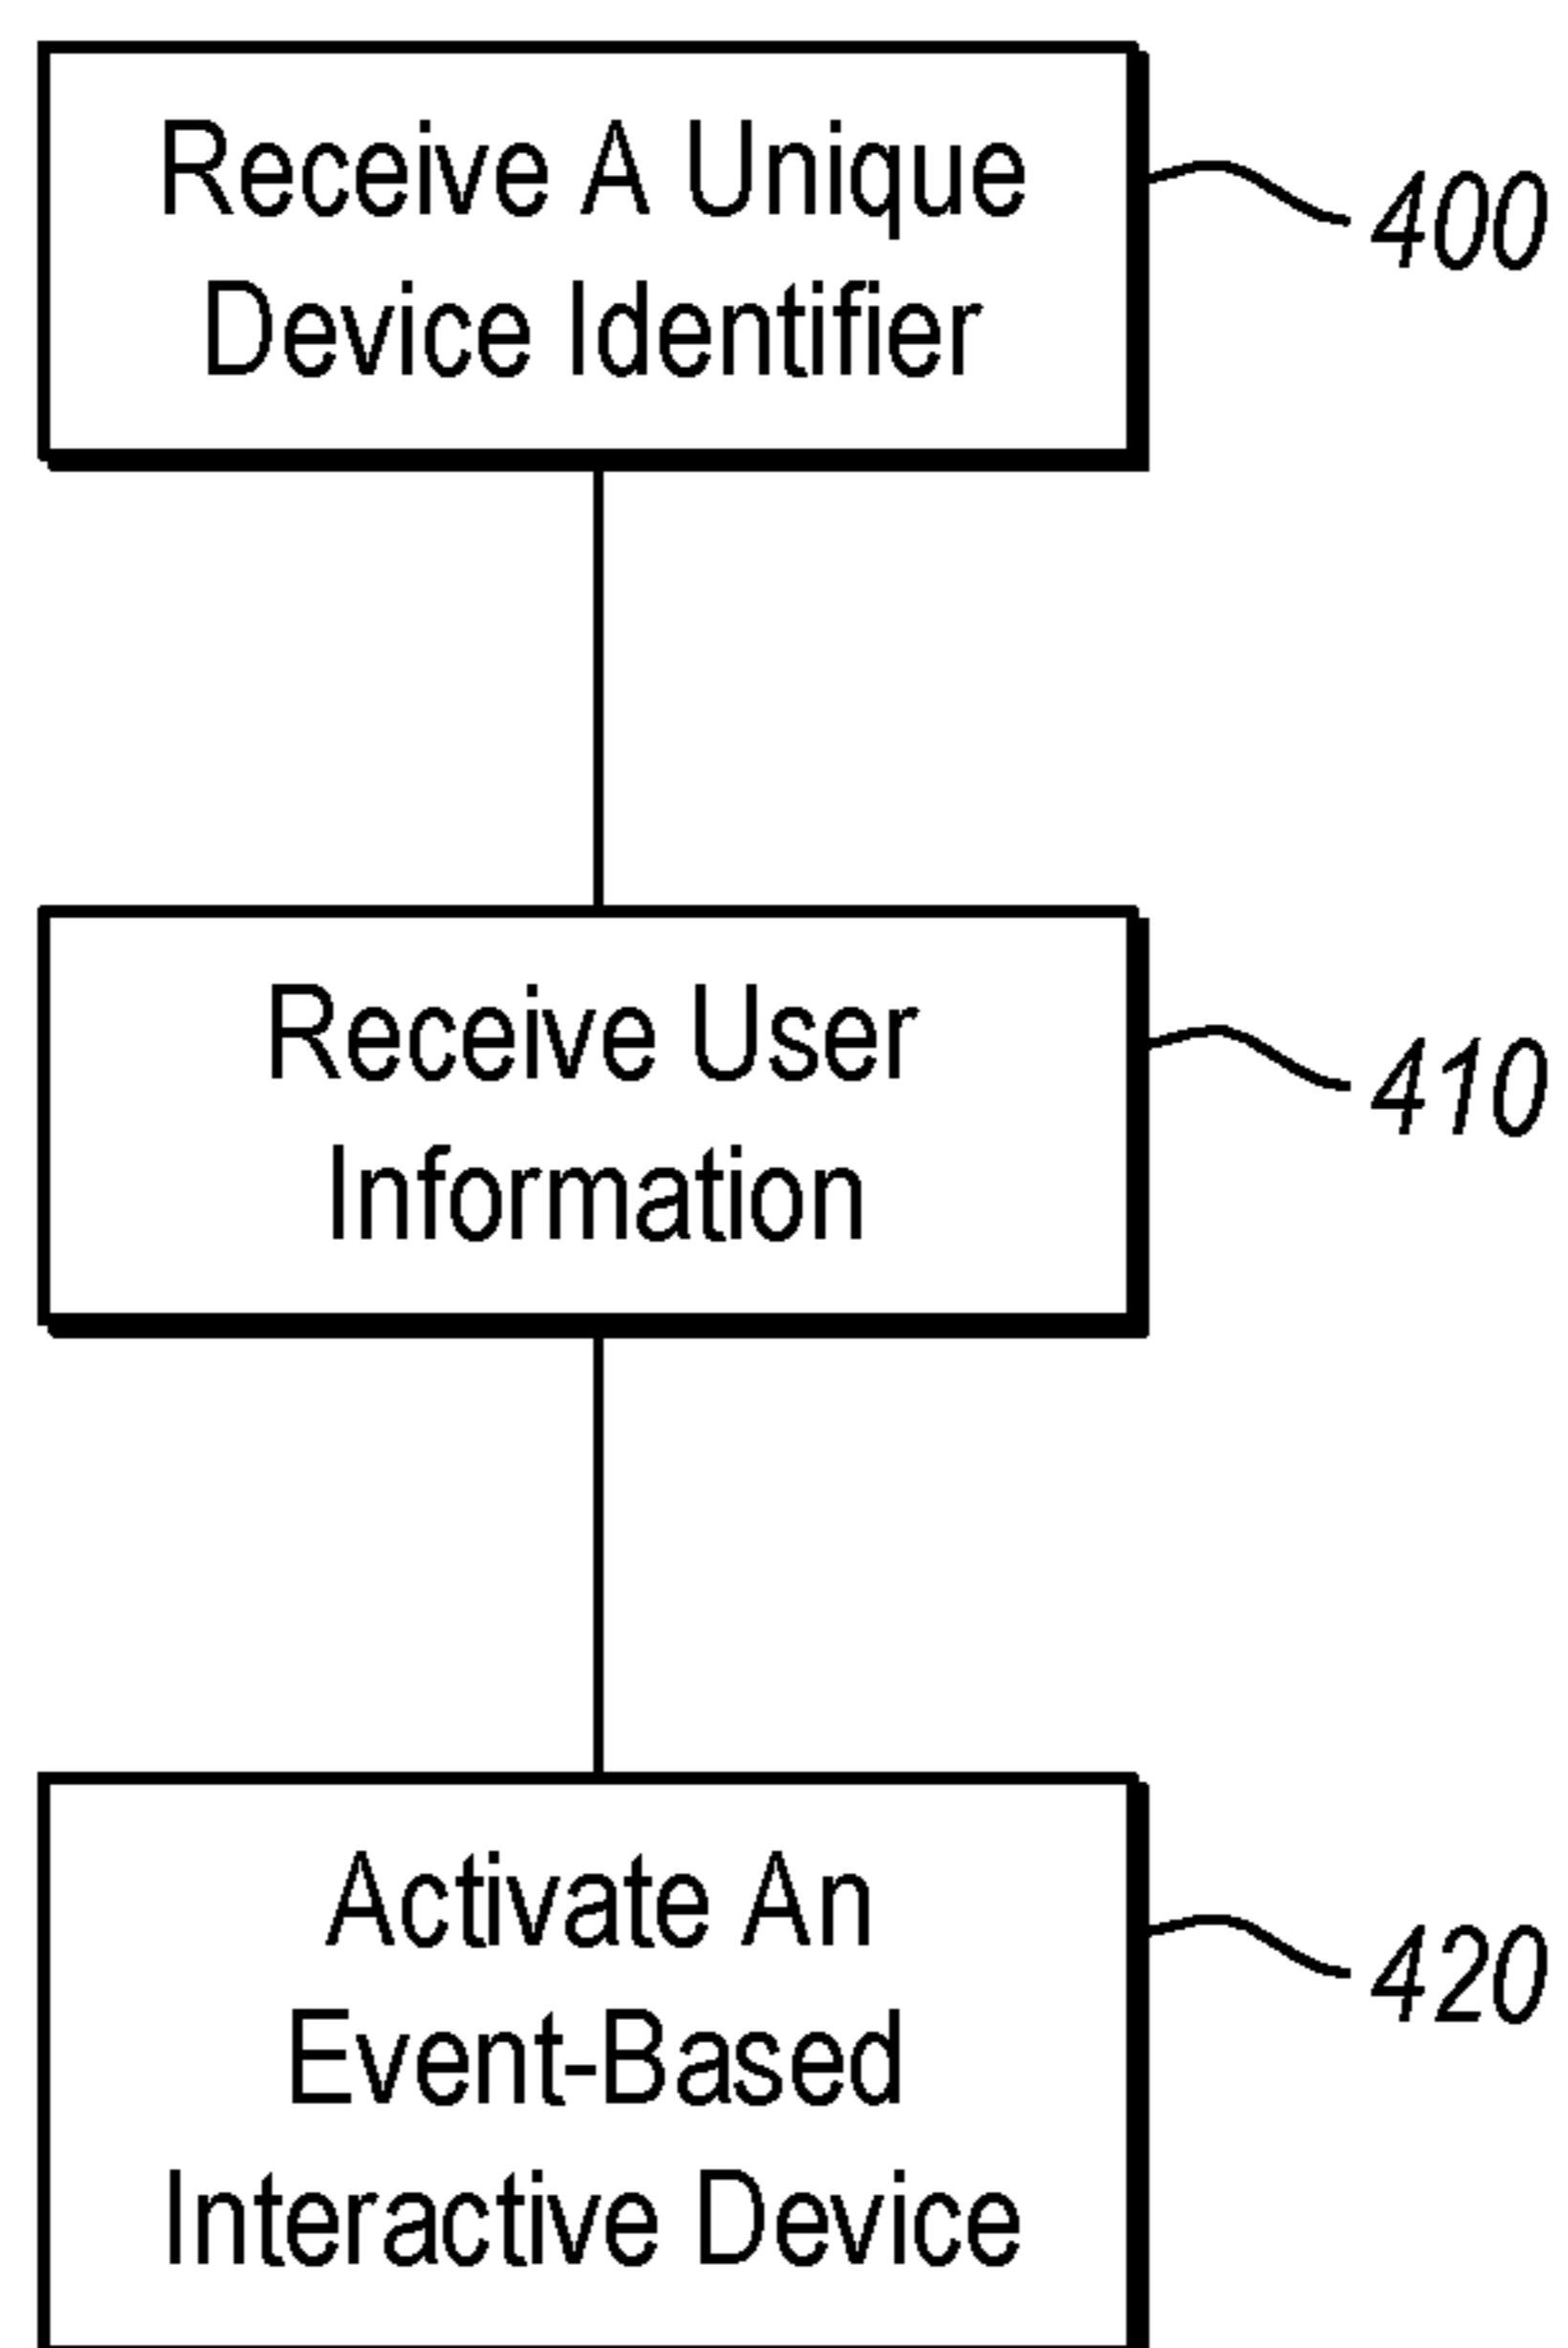 Receive A Unique
Device Identifier
400
Receive User
Information
410
Activate An
Event-Based
Interactive Device
420